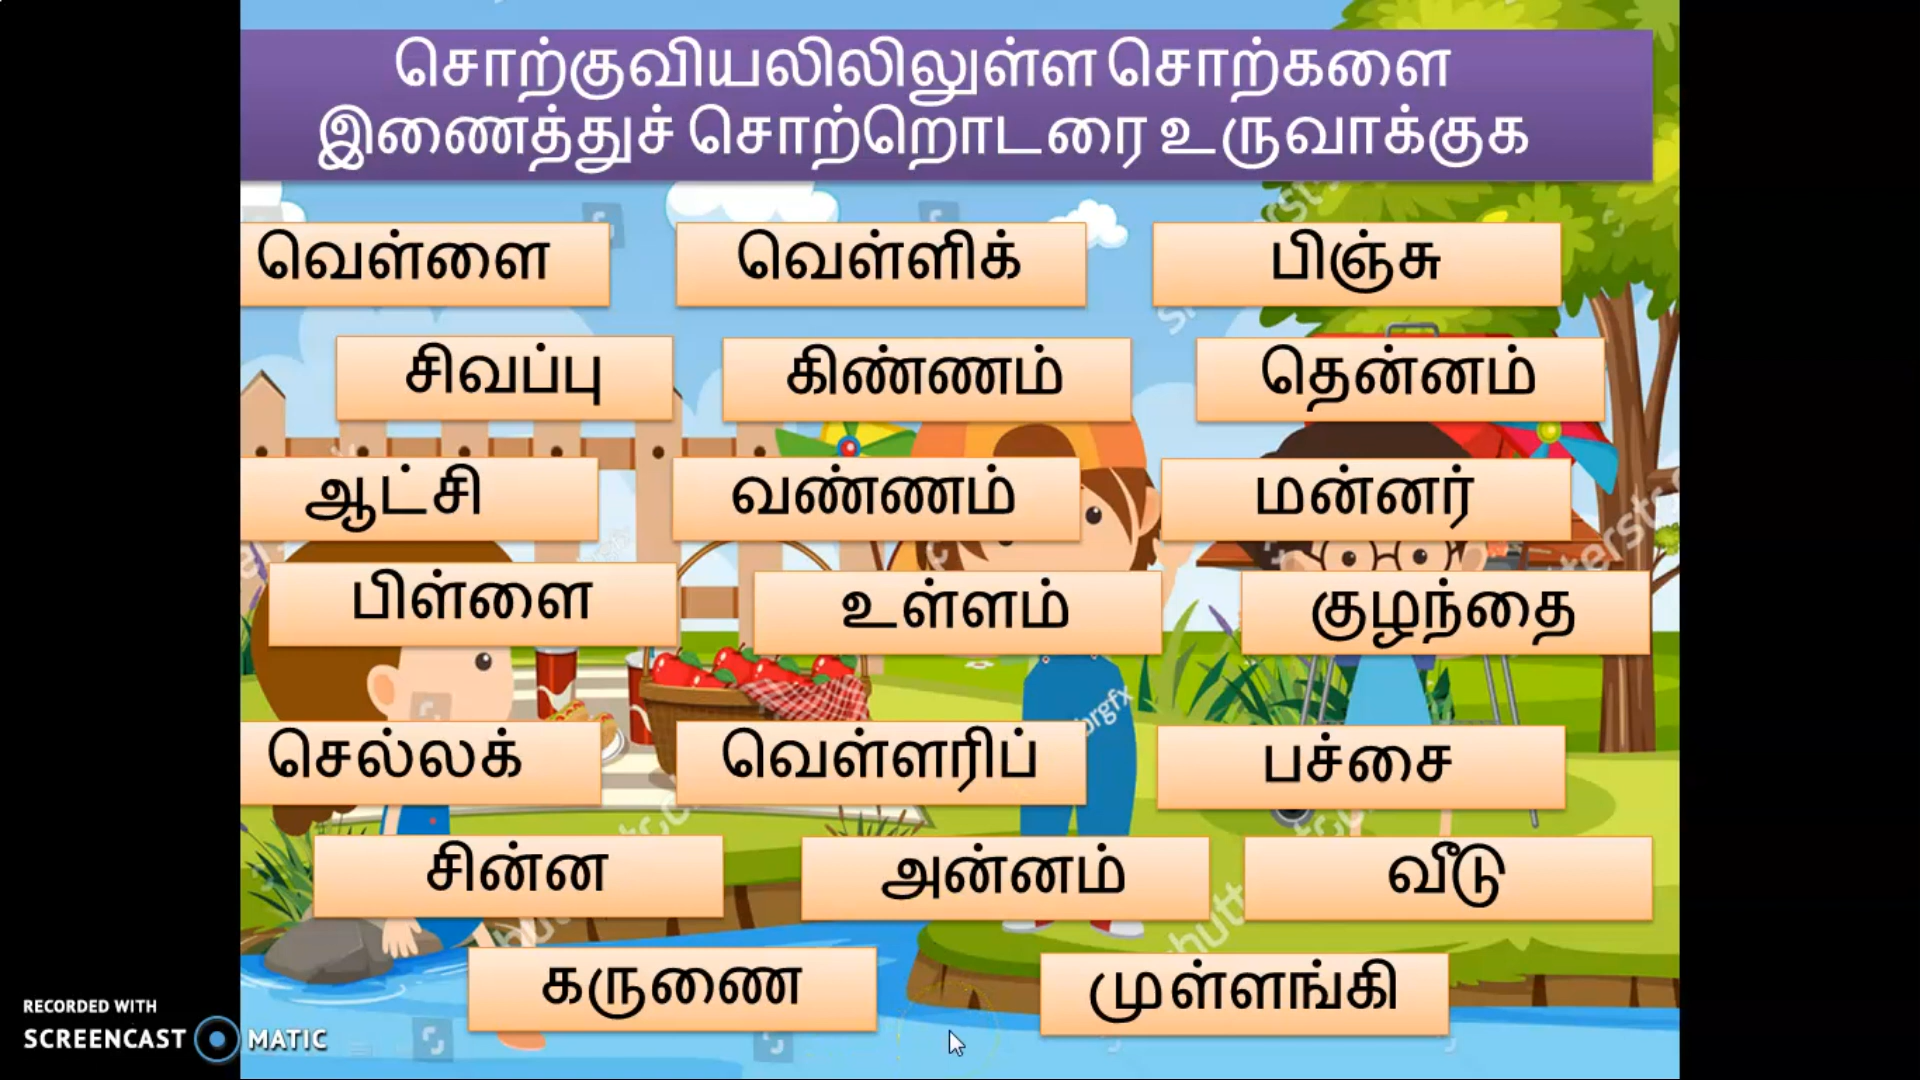 சொற்குவியலிலிலுள்ள சொற்களை
இணைத்துச் சொற்றொடரை உருவாக்குக
வெள்ளை வெள்ளிக் பிஞ்சு
சிவப்பு கிண்ணம் தென்னம்
ஆட்சி வண்ணம் மன்னர்
பிள்ளை உள்ளம் குழந்தை
செல்லக் வெள்ளரிப் பச்சை
சின்ன அன்னம் வீடு
கருணை முள்ளங்கி
RECORDED WITH
SCREENCAST MATIC